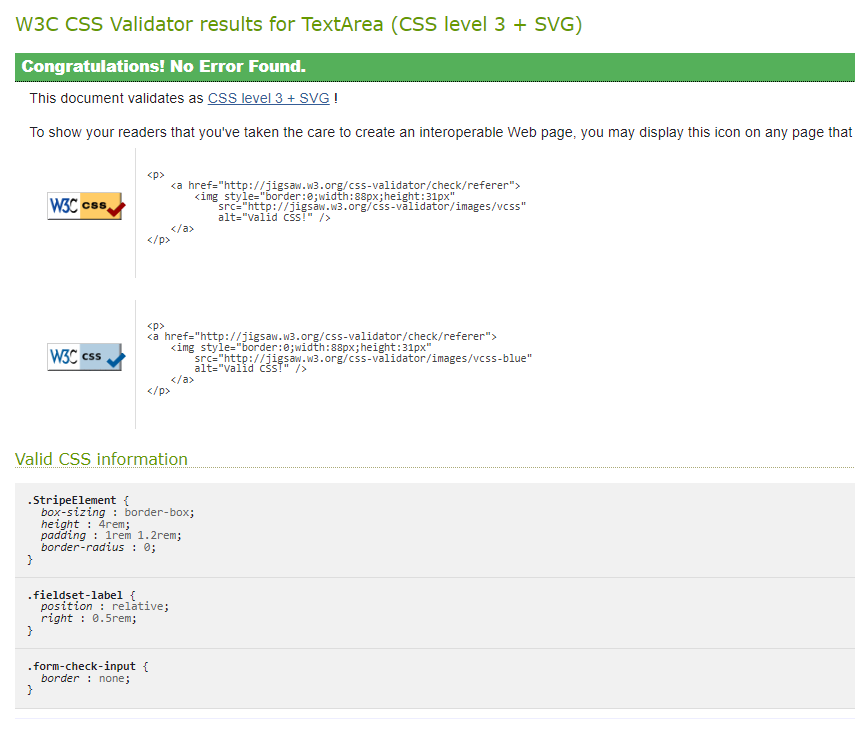 W3C CSS Validator results for TextArea (CSS level 3 + SVG)
Congratulations! No Error Found.
This document validates as CSS level 3 + SVG !
To show your readers that you've taken the care to create an interoperable Web page, you may display this icon on any page that
W3C css
<p>
<a href="http://jigsaw.w3.org/css-validator/check/referer">
<img style="border:0;width:88px;height:31px"
src="http://jigsaw.w3.org/css-validator/images/vcss"
alt="Valid CSS!" />
</a>
</p>
W3C css
<p>
<a href="http://jigsaw.w3.org/css-validator/check/referer">
<img style="border:0;width:88px;height:31px"
src="http://jigsaw.w3.org/css-validator/images/vcss-blue"
alt="Valid CSS!" />
</a>
</p>
Valid CSS information
.StripeElement {
box-sizing : border-box;
height : 4rem;
padding : 1rem 1.2rem;
border-radius : 0;
}
.fieldset-label {
position : relative;
right : 0.5rem;
}
.form-check-input {
border : none;
}